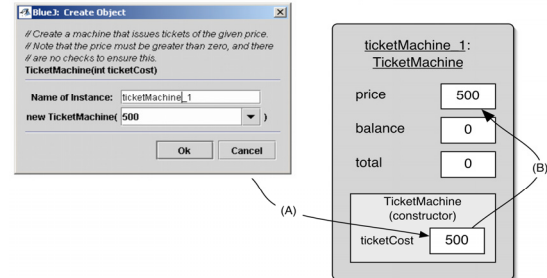 BlueJ: Create Object
// Create a machine that issues tickets of the given price.
// Note that the price must be greater than zero, and there
// are no checks to ensure this.
TicketMachine(int ticketCost)
Name of Instance: ticketMachine_1
new TicketMachine( 500 )
Ok Cancel
(A)
ticketMachine_1:
TicketMachine
price 500
balance 0
total 0
(B)
TicketMachine
(constructor)
ticketCost 500